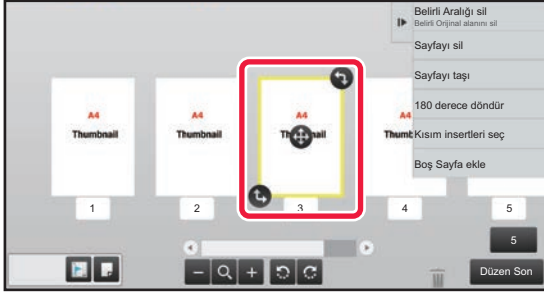 Belirli Aralığı sil
Belirli Orijinal alanını sil
Sayfayı sil
Sayfayı taşı
180 derece döndür
Kısım insertleri seç
Boş Sayfa ekle
A4
Thumbnail
A4
Thumbnail
A4
Thumbnail
A4
Thumb
1
2
3
4
5
5
Düzen Son